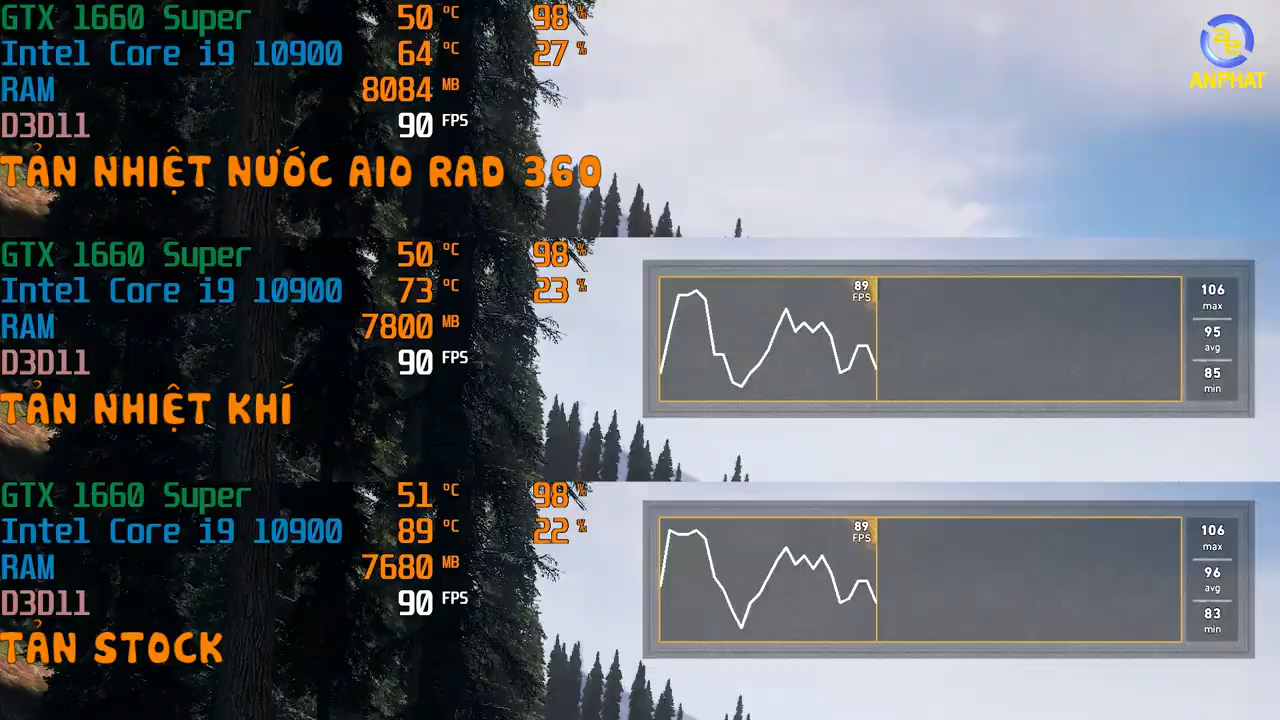 GTX 1660 Super 50 °C 98 %
Intel Core i9 10900 64 °C 27 %
RAM 8084 MB
D3D11 90 FPS
TẢN NHIỆT NƯỚC AIO RAD 360
ae
ANPHAT
GTX 1660 Super 50 °C 98 %
Intel Core i9 10900 73 °C 23 %
RAM 7800 MB
D3D11 90 FPS
TẢN NHIỆT KHÍ
89
FPS
106
max
95
avg
85
min
GTX 1660 Super 51 °C 98 %
Intel Core i9 10900 89 °C 22 %
RAM 7680 MB
D3D11 90 FPS
TẢN STOCK
89
FPS
106
max
96
avg
83
min